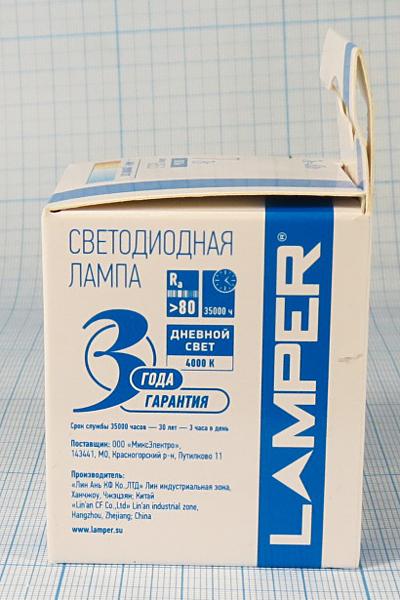 СВЕТОДИОДНАЯ
ЛАМПА
Ra
>80
35000 ч
ДНЕВНОЙ
СВЕТ
4000 К
3
ГОДА
ГАРАНТИЯ
Срок службы 35000 часов — 30 лет — 3 часа в день
Поставщик: ООО «МиксЭлектро»,
143441, МО, Красногорский р-н, Путилково 11
Производитель:
«Лин Ань КФ Ко.,ЛТД» Лин индустриальная зона,
Ханчжоу, Чжэцзян; Китай
«Lin'an CF Co.,Ltd» Lin'an industrial zone,
Hangzhou, Zhejiang; China
www.lamper.su
LAMPER®